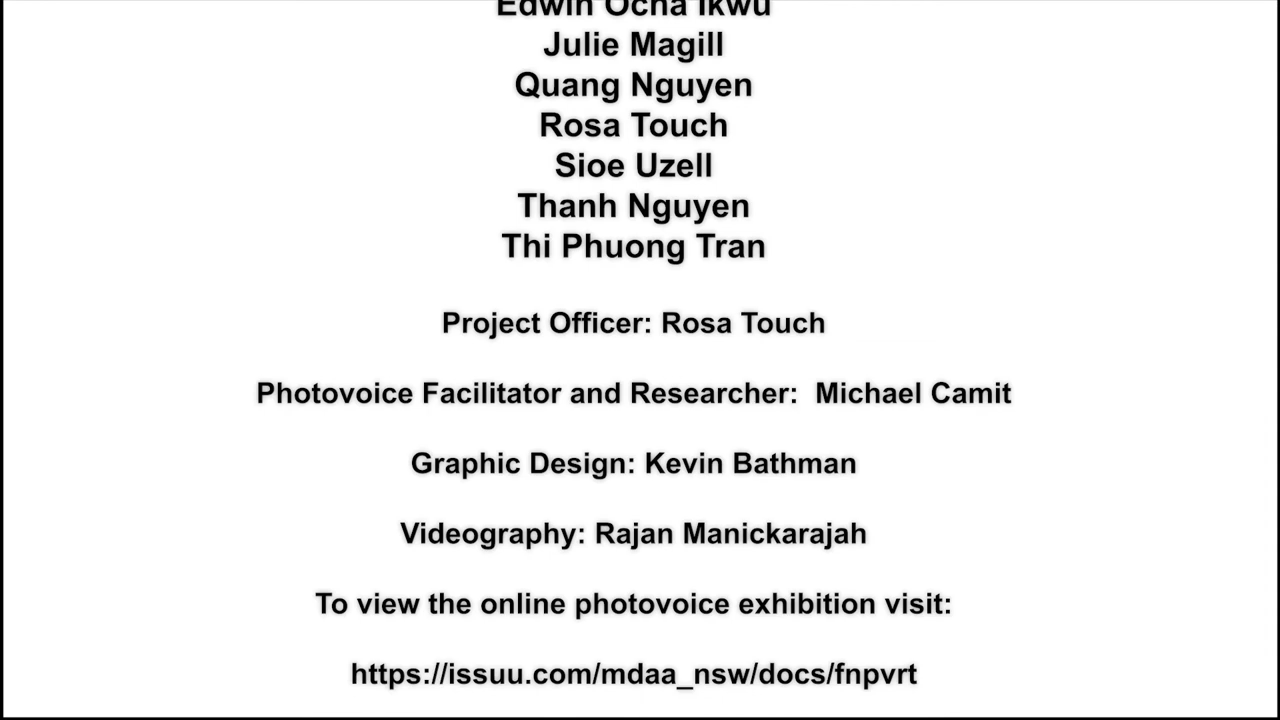 Edwin Ocha Ikwu
Julie Magill
Quang Nguyen
Rosa Touch
Sioe Uzell
Thanh Nguyen
Thi Phuong Tran
Project Officer: Rosa Touch
Photovoice Facilitator and Researcher:  Michael Camit
Graphic Design: Kevin Bathman
Videography: Rajan Manickarajah
To view the online photovoice exhibition visit:
https://issuu.com/mdaa_nsw/docs/fnpvrt